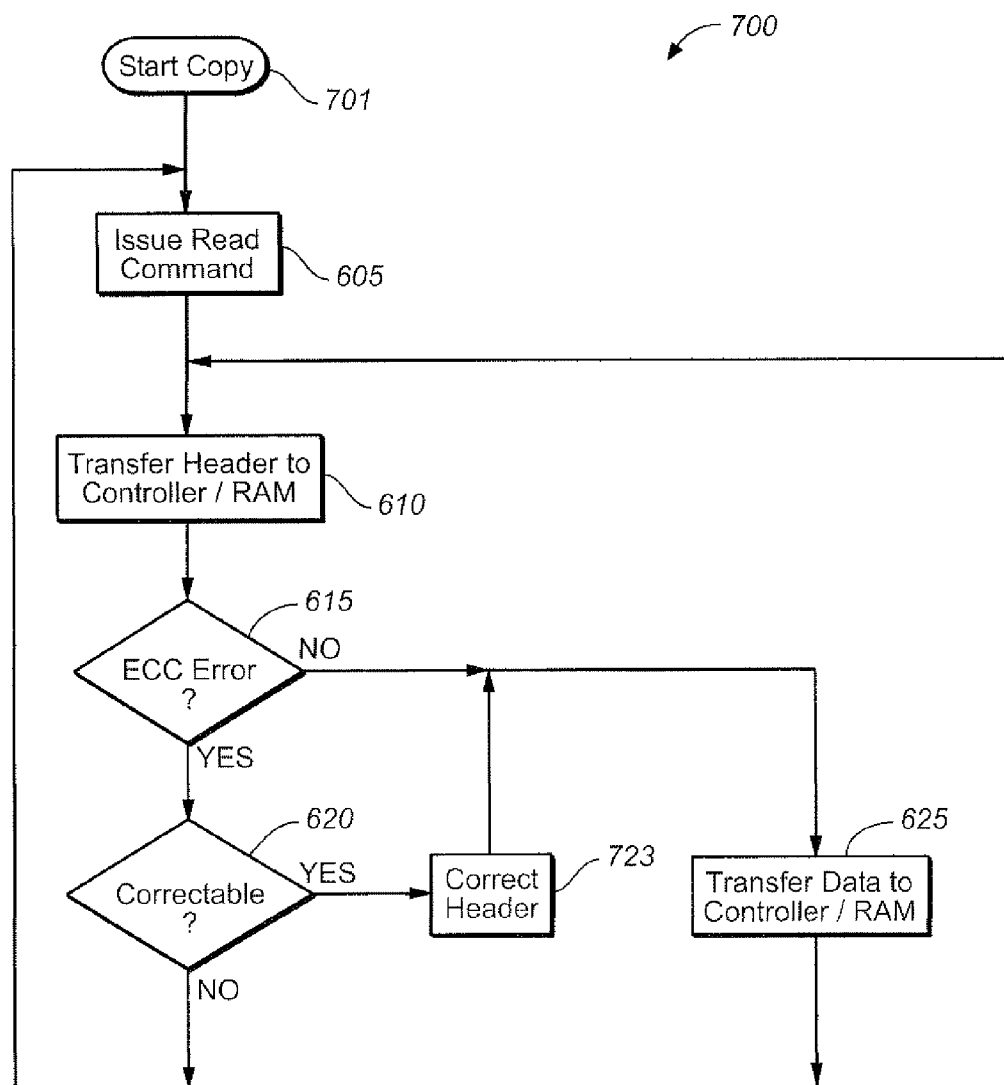 700
Start Copy
701
Issue Read
Command
605
Transfer Header to
Controller / RAM
610
615
ECC Error
?
NO
YES
620
Correctable
?
YES
NO
Correct
Header
723
625
Transfer Data to
Controller / RAM